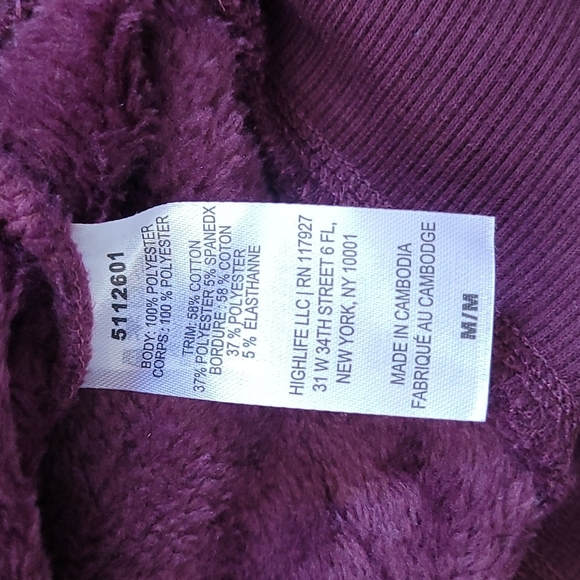 5112601
BODY: 100% POLYESTER
CORPS: 100 % POLYESTER
TRIM: 58% COTTON
37% POLYESTER 5% SPANEDX
BORDURE: 58 % COTON
37 % POLYESTER
5 % ELASTHANNE
HIGHLIFE LLC | RN 117927
31 W 34TH STREET 6 FL,
NEW YORK, NY 10001
MADE IN CAMBODIA
FABRIQUÉ AU CAMBODGE
M/M